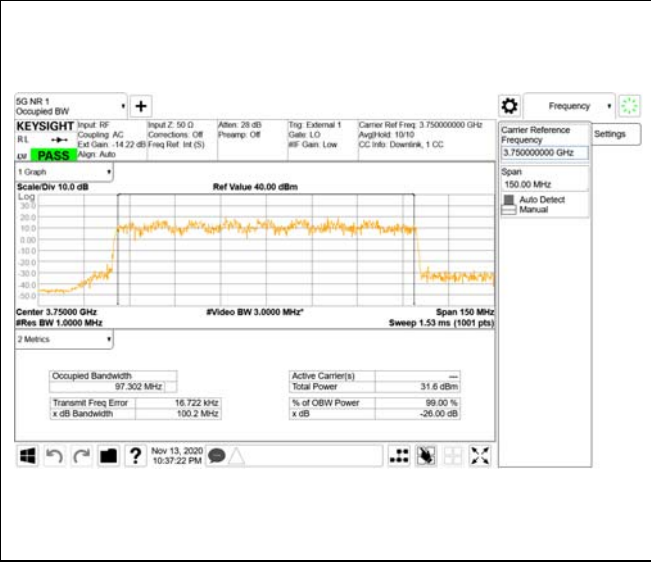 5G NR 1
Occupied BW
Frequency
KEYSIGHT
R L
PASS
Input: RF
Coupling: AC
Ext Gain: -14.22 dB
Align: Auto
Input Z: 50 Ω
Corrections: Off
Freq Ref: Int (S)
Atten: 28 dB
Preamp: Off
Trig: External 1
Gate: LO
#IF Gain: Low
Carrier Ref Freq: 3.750000000 GHz
Avg|Hold: 10/10
CC Info: Downlink, 1 CC
Carrier Reference
Frequency
3.750000000 GHz
Settings
Span
150.00 MHz
Auto Detect
Manual
1 Graph
Scale/Div 10.0 dB
Ref Value 40.00 dBm
Log
30.0
20.0
10.0
0.00
-10.0
-20.0
-30.0
-40.0
-50.0
Center 3.75000 GHz
#Video BW 3.0000 MHz*
Span 150 MHz
#Res BW 1.0000 MHz
Sweep 1.53 ms (1001 pts)
2 Metrics
Occupied Bandwidth
97.302 MHz
Transmit Freq Error 16.722 kHz
x dB Bandwidth 100.2 MHz
Active Carrier(s) —
Total Power 31.6 dBm
% of OBW Power 99.00 %
x dB -26.00 dB
?
Nov 13, 2020
10:37:22 PM